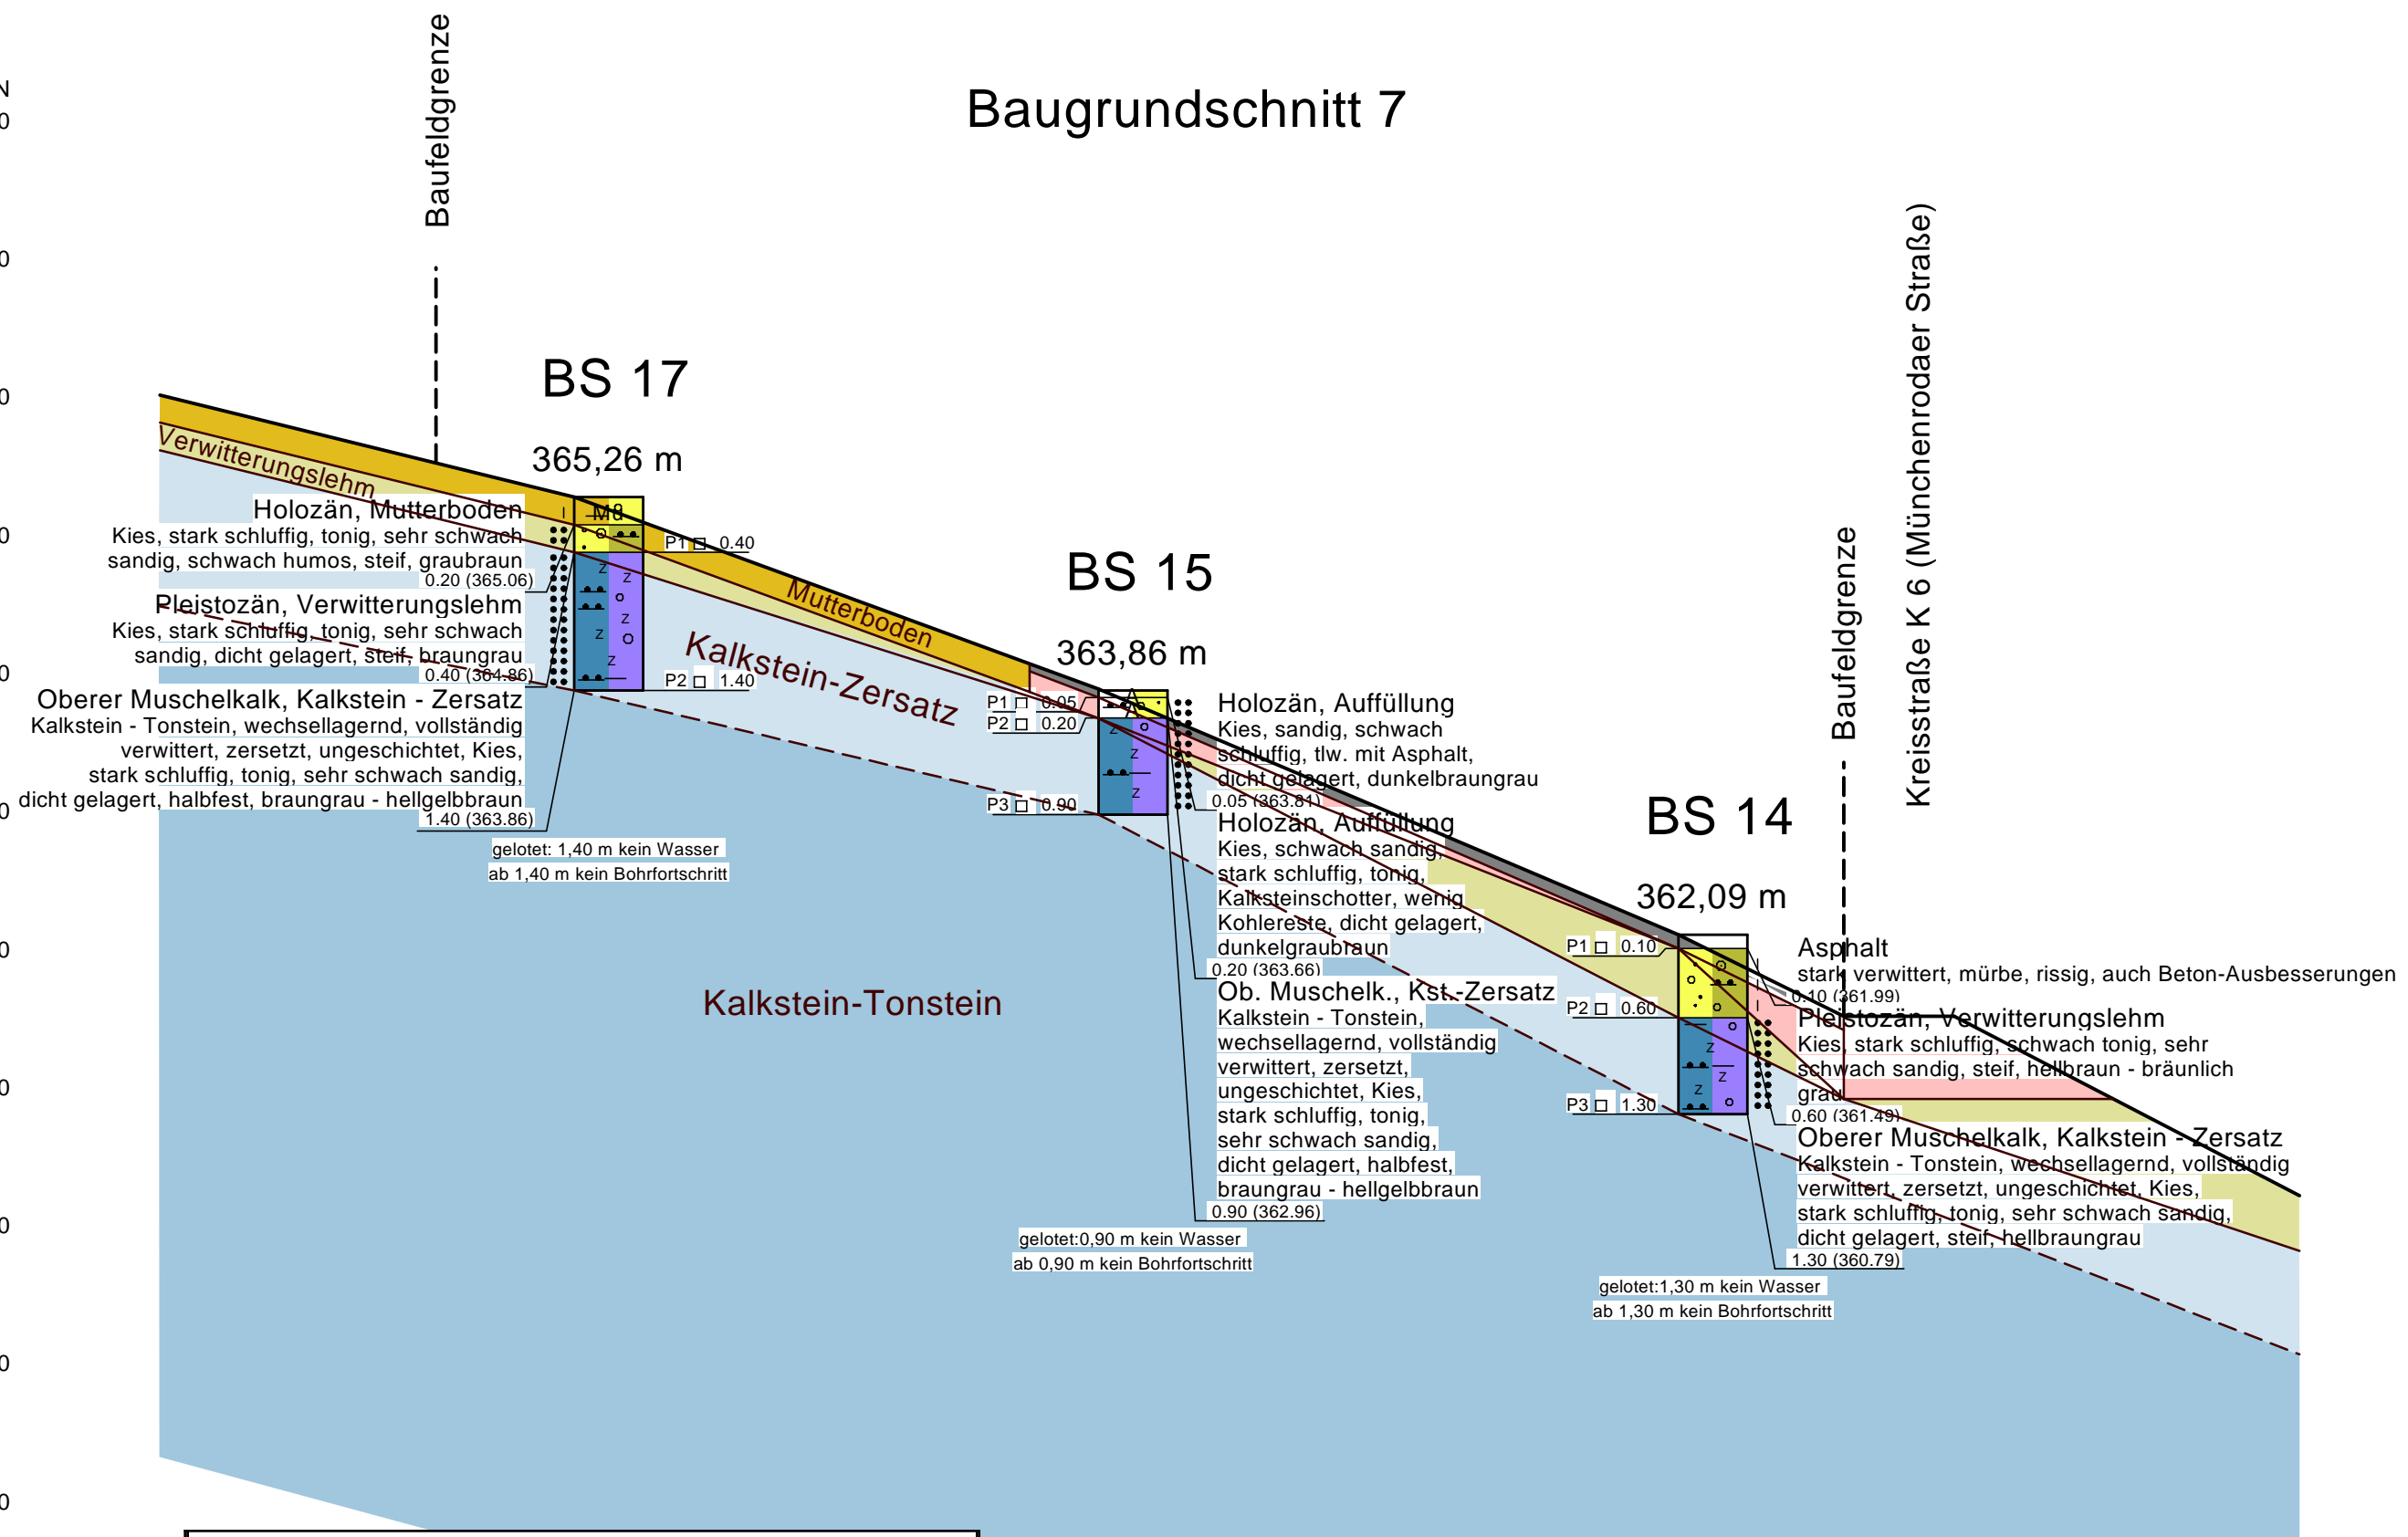 Baugrundschnitt 7
Baufeldgrenze
BS 17
365,26 m
Verwitterungslehm
Holozän, Mutterboden
Kies, stark schluffig, tonig, sehr schwach
sandig, schwach humos, steif, graubraun
0.20 (365.06)
Pleistozän, Verwitterungslehm
Kies, stark schluffig, tonig, sehr schwach
sandig, dicht gelagert, steif, braungrau
0.40 (364.86)
Oberer Muschelkalk, Kalkstein - Zersatz
Kalkstein - Tonstein, wechsellagernd, vollständig
verwittert, zersetzt, ungeschichtet, Kies,
stark schluffig, tonig, sehr schwach sandig,
dicht gelagert, halbfest, braungrau - hellgelbbraun
1.40 (363.86)
gelotet: 1,40 m kein Wasser
ab 1,40 m kein Bohrfortschritt
Mu
P1 0.40
P2 1.40
Mutterboden
Kalkstein-Zersatz
Kalkstein-Tonstein
BS 15
363,86 m
P1 0.05
P2 0.20
P3 0.90
A
A
Holozän, Auffüllung
Kies, sandig, schwach
schluffig, tlw. mit Asphalt,
dicht gelagert, dunkelbraungrau
0.05 (363.81)
Holozän, Auffüllung
Kies, schwach sandig,
stark schluffig, tonig,
Kalksteinschotter, wenig
Kohlereste, dicht gelagert,
dunkelgraubraun
0.20 (363.66)
Ob. Muschelk., Kst.-Zersatz
Kalkstein - Tonstein,
wechsellagernd, vollständig
verwittert, zersetzt,
ungeschichtet, Kies,
stark schluffig, tonig,
sehr schwach sandig,
dicht gelagert, halbfest,
braungrau - hellgelbbraun
0.90 (362.96)
gelotet:0,90 m kein Wasser
ab 0,90 m kein Bohrfortschritt
BS 14
362,09 m
P1 0.10
P2 0.60
P3 1.30
Baufeldgrenze
Kreisstraße K 6 (Münchenrodaer Straße)
Asphalt
stark verwittert, mürbe, rissig, auch Beton-Ausbesserungen
0.10 (361.99)
Pleistozän, Verwitterungslehm
Kies, stark schluffig, schwach tonig, sehr
schwach sandig, steif, hellbraun - bräunlich
grau
0.60 (361.49)
Oberer Muschelkalk, Kalkstein - Zersatz
Kalkstein - Tonstein, wechsellagernd, vollständig
verwittert, zersetzt, ungeschichtet, Kies,
stark schluffig, tonig, sehr schwach sandig,
dicht gelagert, steif, hellbraungrau
1.30 (360.79)
gelotet:1,30 m kein Wasser
ab 1,30 m kein Bohrfortschritt